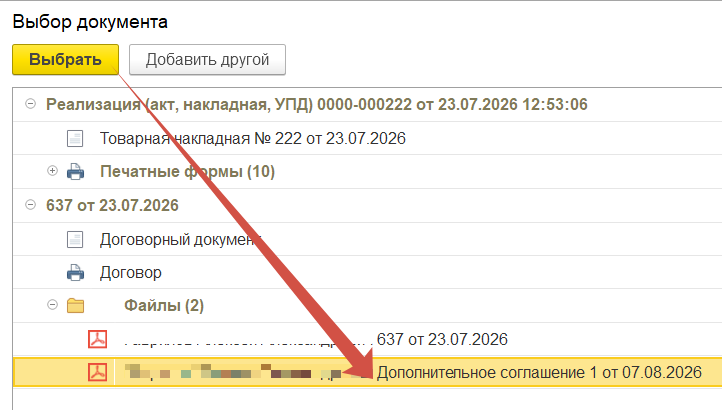 Выбор документа
Выбрать Добавить другой
Реализация (акт, накладная, УПД) 0000-000222 от 23.07.2026 12:53:06
Товарная накладная № 222 от 23.07.2026
Печатные формы (10)
637 от 23.07.2026
Договорный документ
Договор
Файлы (2)
637 от 23.07.2026
Дополнительное соглашение 1 от 07.08.2026